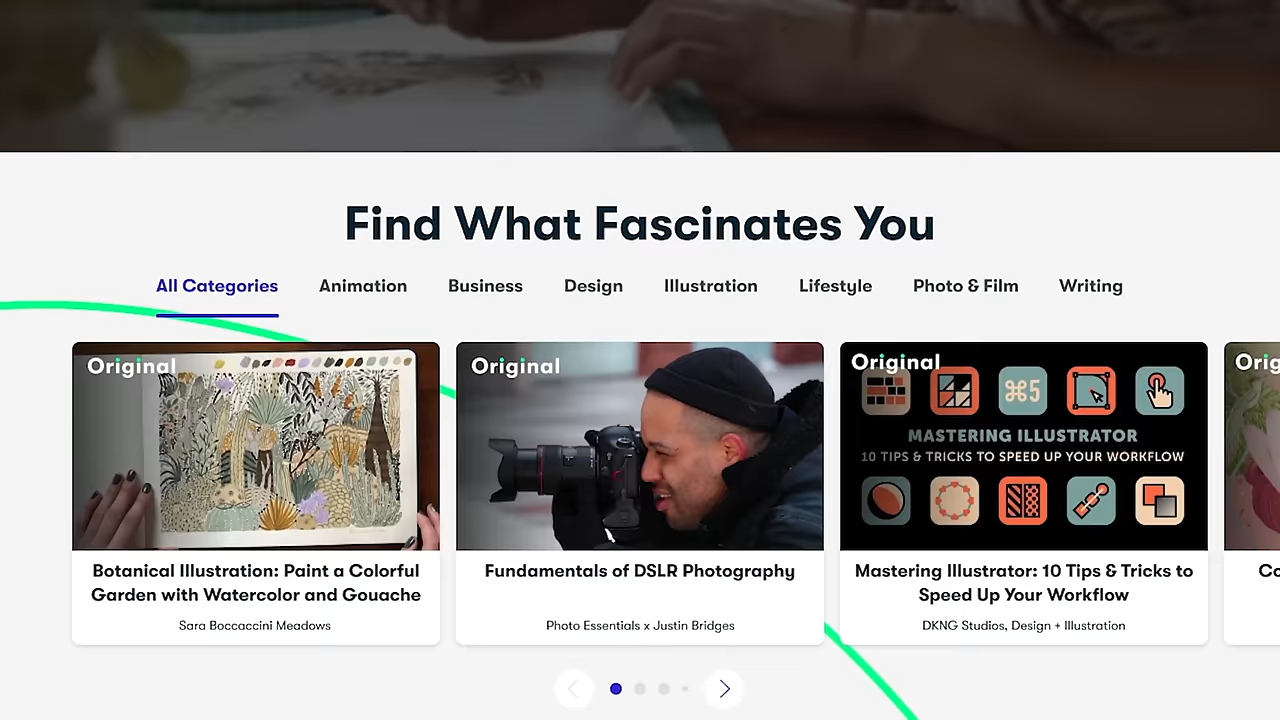 Find What Fascinates You
All Categories Animation Business Design Illustration Lifestyle Photo & Film Writing
Original
Original
Original
⌘5
MASTERING ILLUSTRATOR
10 TIPS & TRICKS TO SPEED UP YOUR WORKFLOW
Botanical Illustration: Paint a Colorful
Garden with Watercolor and Gouache
Sara Boccaccini Meadows
Fundamentals of DSLR Photography
Photo Essentials x Justin Bridges
Mastering Illustrator: 10 Tips & Tricks to
Speed Up Your Workflow
DKNG Studios, Design + Illustration